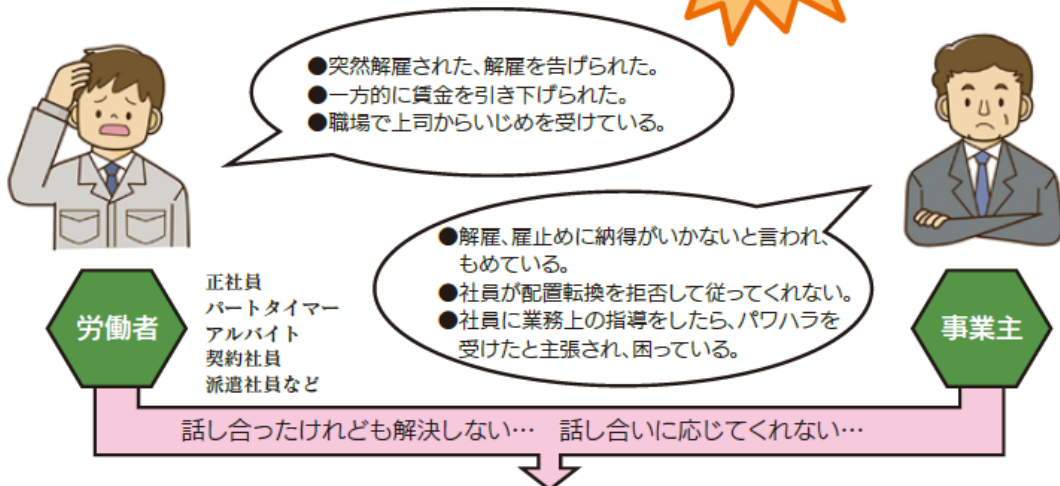 ●突然解雇された、解雇を告げられた。
●一方的に賃金を引き下げられた。
●職場で上司からいじめを受けている。
●解雇、雇止めに納得がいかないと言われ、
もめている。
●社員が配置転換を拒否して従ってくれない。
●社員に業務上の指導をしたら、パワハラを
受けたと主張され、困っている。
労働者
正社員
パートタイマー
アルバイト
契約社員
派遣社員など
事業主
話し合ったけれども解決しない… 話し合いに応じてくれない…